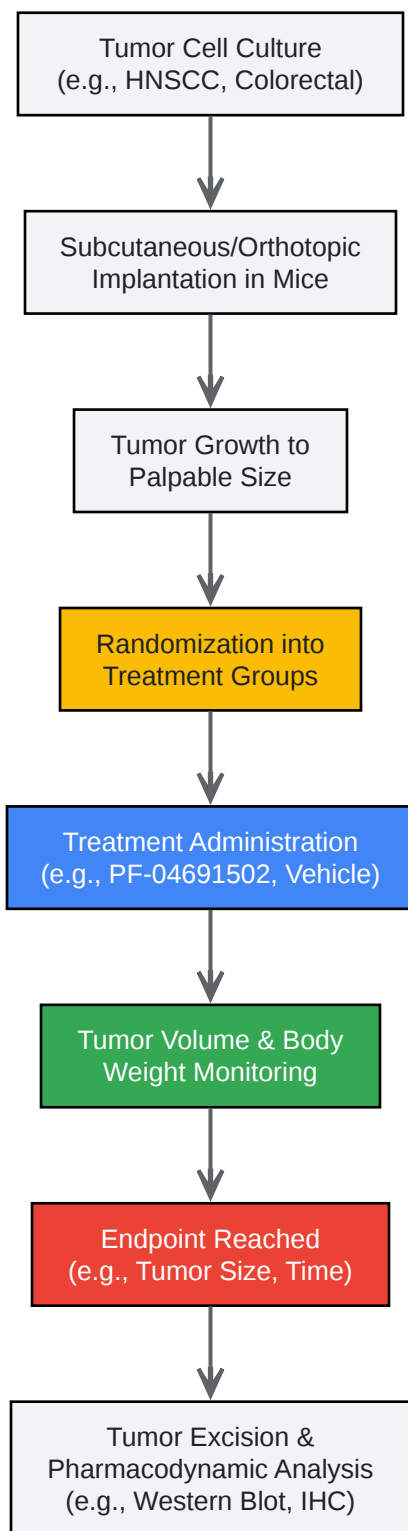 Tumor Cell Culture
(e.g., HNSCC, Colorectal)
Subcutaneous/Orthotopic
Implantation in Mice
Tumor Growth to
Palpable Size
Randomization into
Treatment Groups
Treatment Administration
(e.g., PF-04691502, Vehicle)
Tumor Volume & Body
Weight Monitoring
Endpoint Reached
(e.g., Tumor Size, Time)
Tumor Excision &
Pharmacodynamic Analysis
(e.g., Western Blot, IHC)